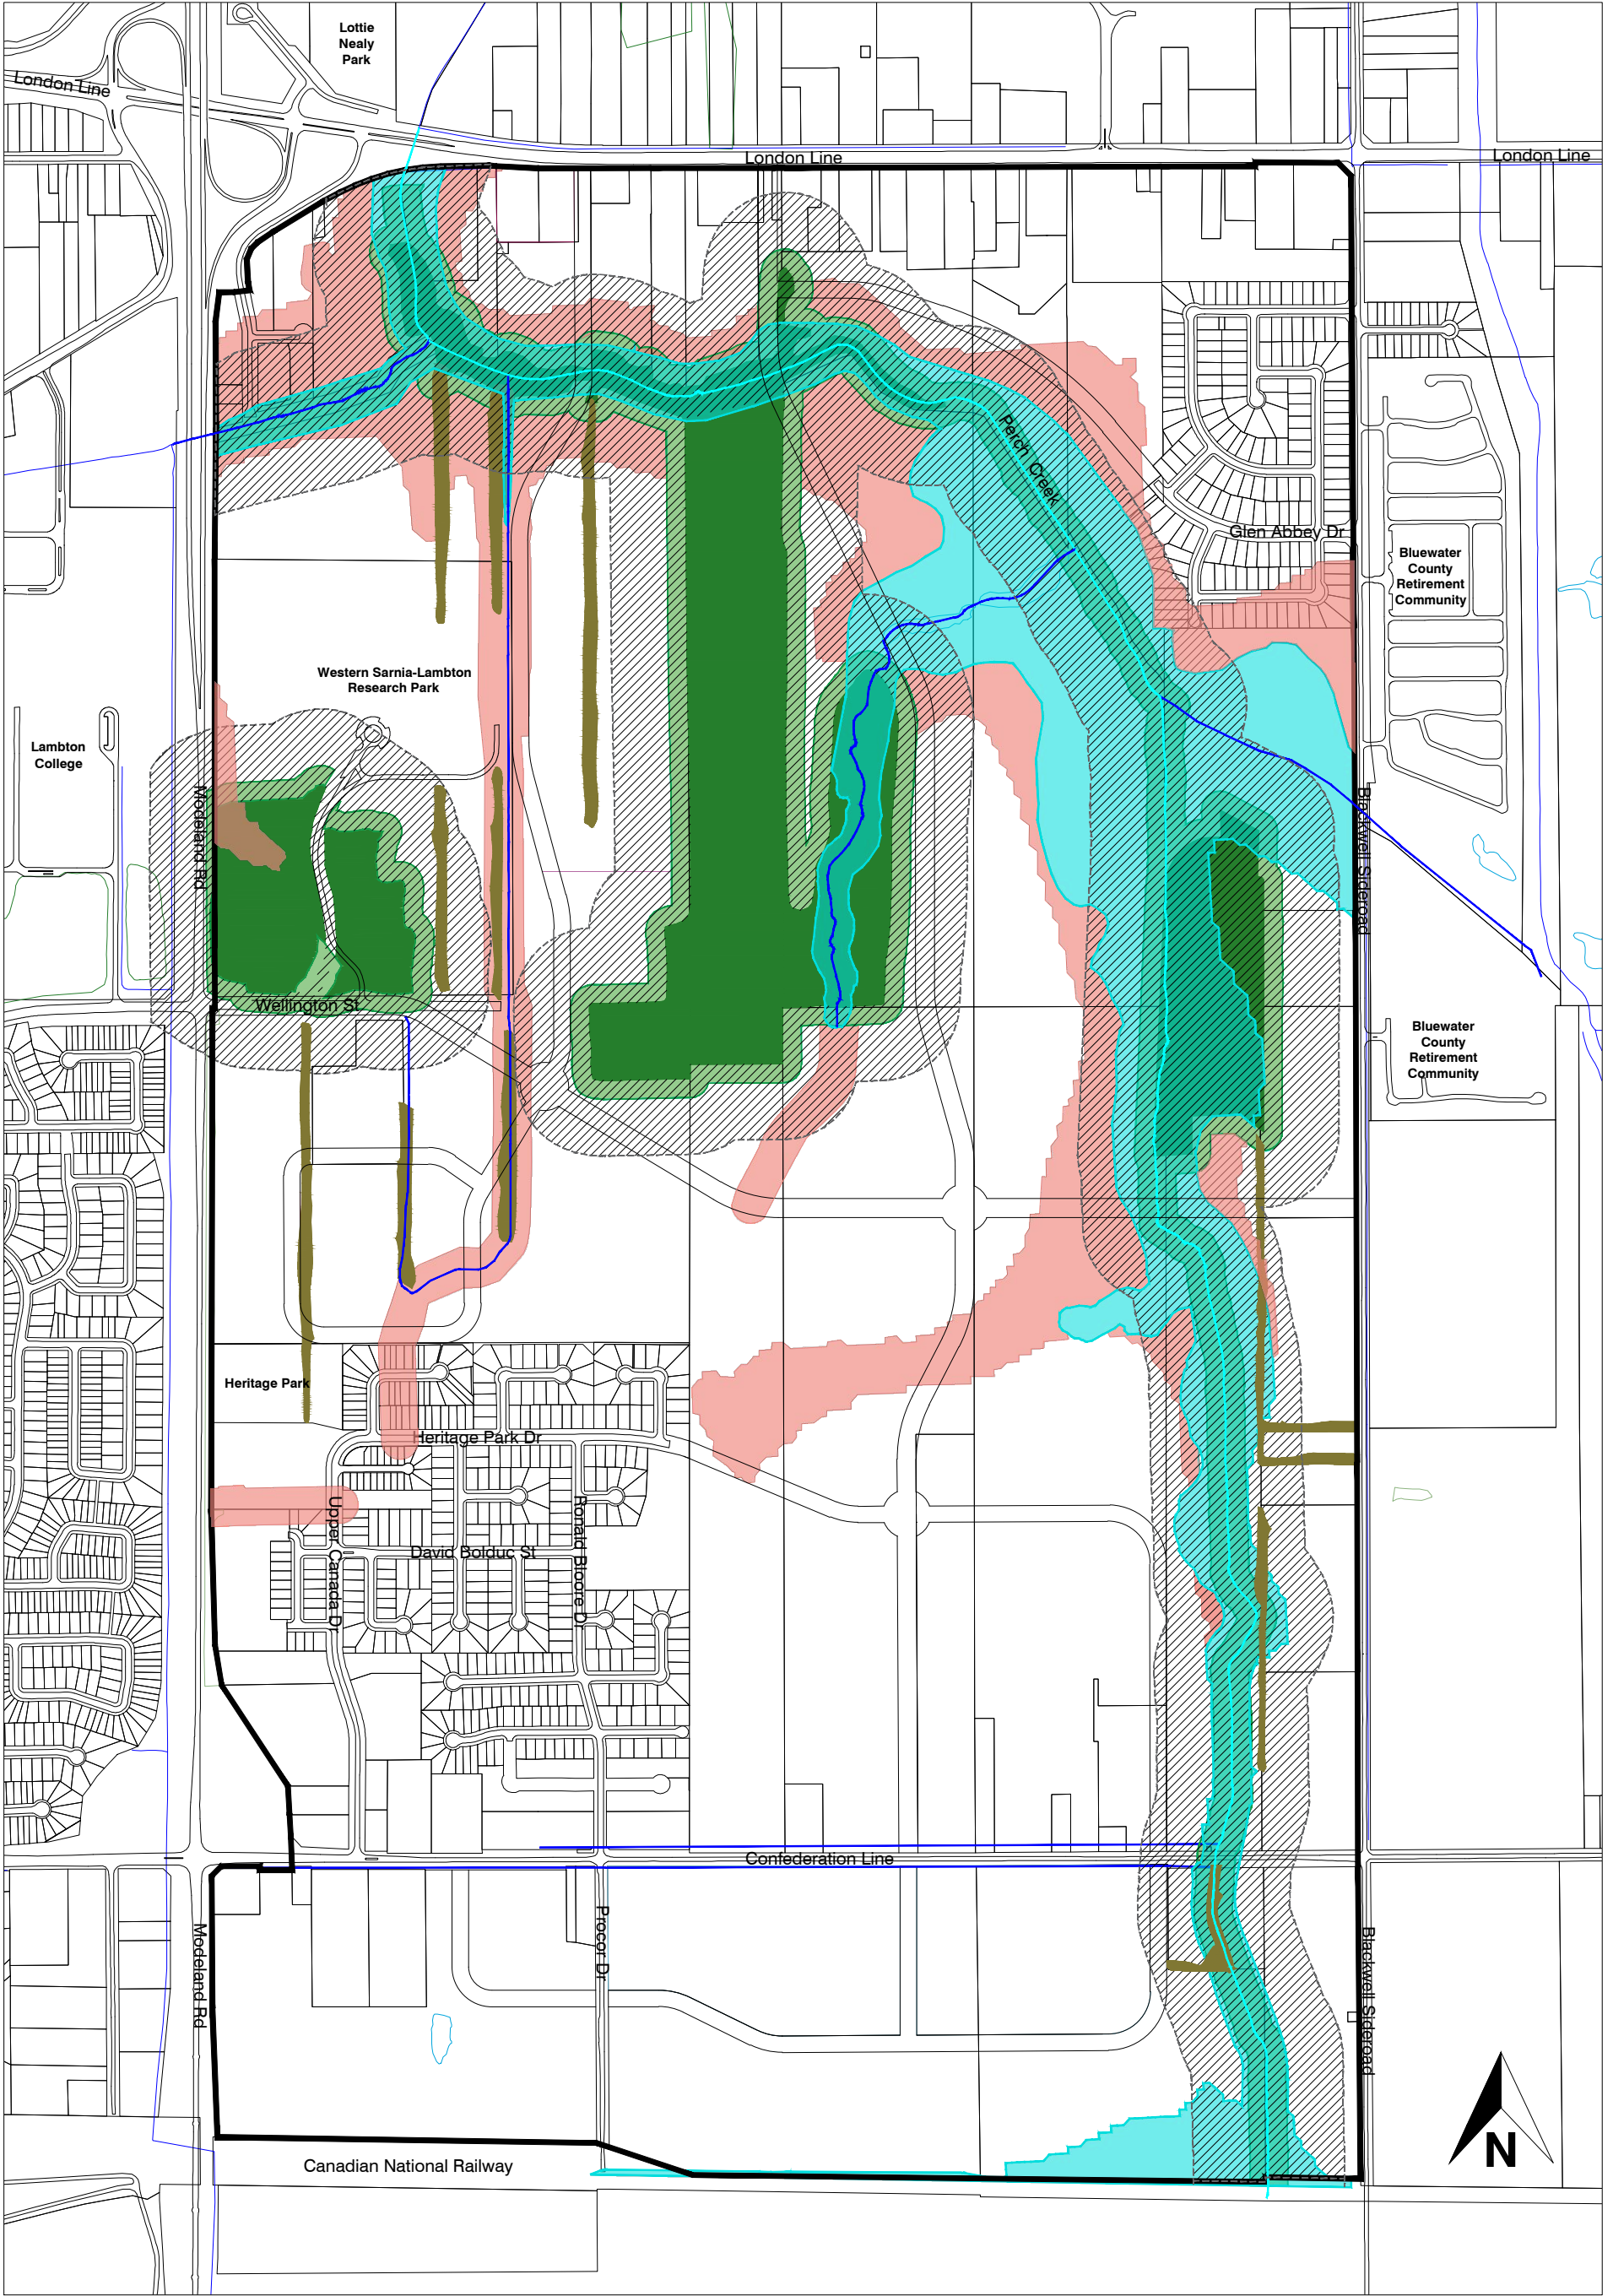 Lottie
Nealy
Park
London Line
London Line
London Line
Perch Creek
Glen Abbey Dr
Bluewater
County
Retirement
Community
Western Sarnia-Lambton
Research Park
Lambton
College
Modeland Rd
Blackwell Sideroad
Wellington St
Bluewater
County
Retirement
Community
Heritage Park
Heritage Park Dr
Upper Canada Dr
Ronald Bloore Dr
David Bolduc St
Confederation Line
Modeland Rd
Procor Dr
Blackwell Sideroad
N
Canadian National Railway